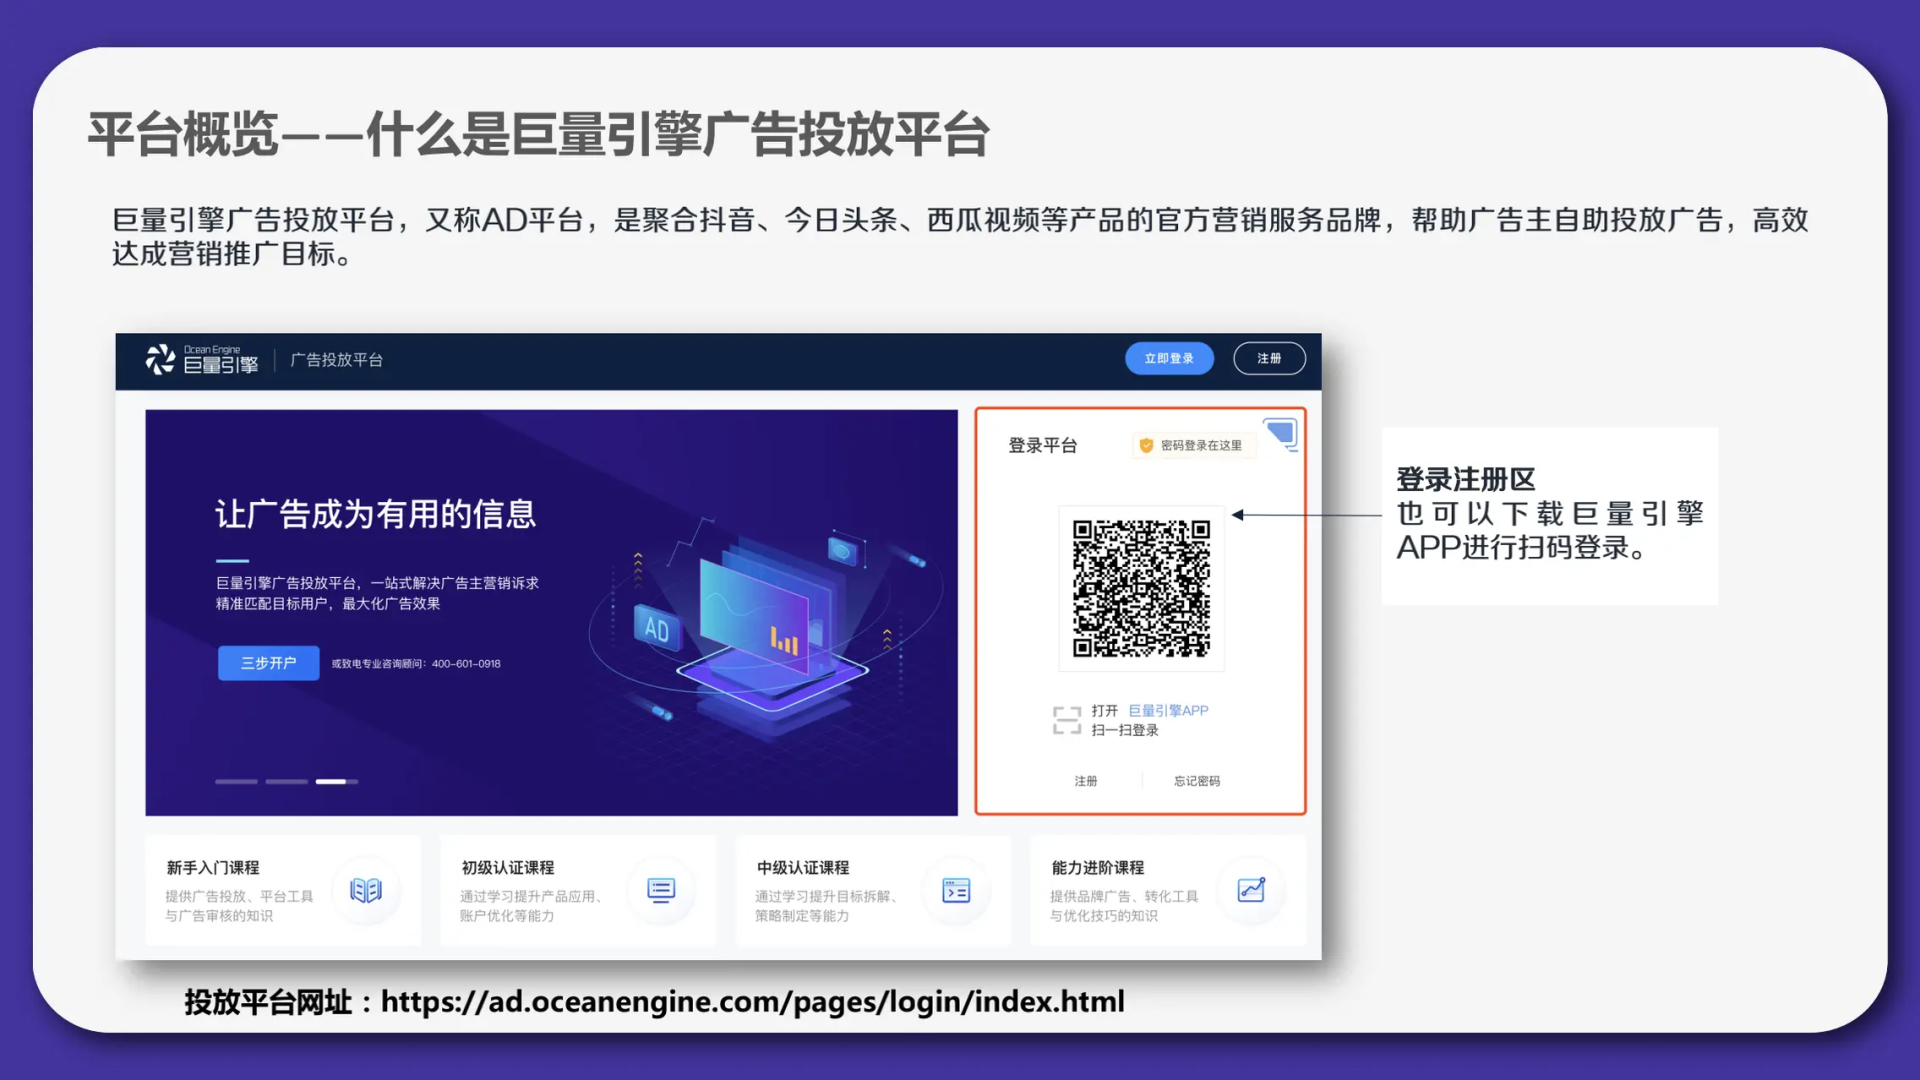 平台概览——什么是巨量引擎广告投放平台
巨量引擎广告投放平台，又称AD平台，是聚合抖音、今日头条、西瓜视频等产品的官方营销服务品牌，帮助广告主自助投放广告，高效
达成营销推广目标。
Ocean Engine
巨量引擎
广告投放平台
立即登录
注册
让广告成为有用的信息
巨量引擎广告投放平台，一站式解决广告主营销诉求
精准匹配目标用户，最大化广告效果
三步开户
或致电专业咨询顾问：400-601-0918
AD
登录平台
密码登录在这里
打开 巨量引擎APP
扫一扫登录
注册
忘记密码
登录注册区
也可以下载巨量引擎
APP进行扫码登录。
新手入门课程
提供广告投放、平台工具
与广告审核的知识
初级认证课程
通过学习提升产品应用、
账户优化等能力
中级认证课程
通过学习提升目标拆解、
策略制定等能力
能力进阶课程
提供品牌广告、转化工具
与优化技巧的知识
投放平台网址：https://ad.oceanengine.com/pages/login/index.html